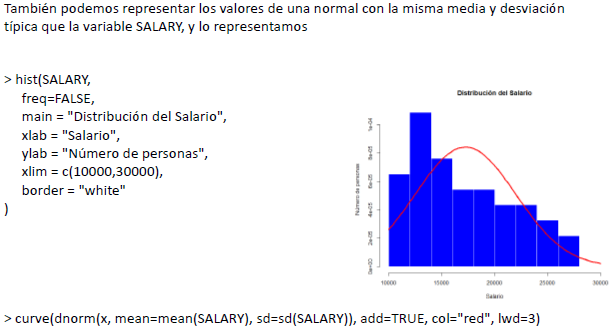 También podemos representar los valores de una normal con la misma media y desviación
típica que la variable SALARY, y lo representamos
> hist(SALARY,
freq=FALSE,
main = "Distribución del Salario",
xlab = "Salario",
ylab = "Número de personas",
xlim = c(10000,30000),
border = "white"
)
Distribución del Salario
Número de personas
1e-04
8e-05
6e-05
4e-05
2e-05
0e+00
10000 15000 20000 25000 30000
Salario
> curve(dnorm(x, mean=mean(SALARY), sd=sd(SALARY)), add=TRUE, col="red", lwd=3)